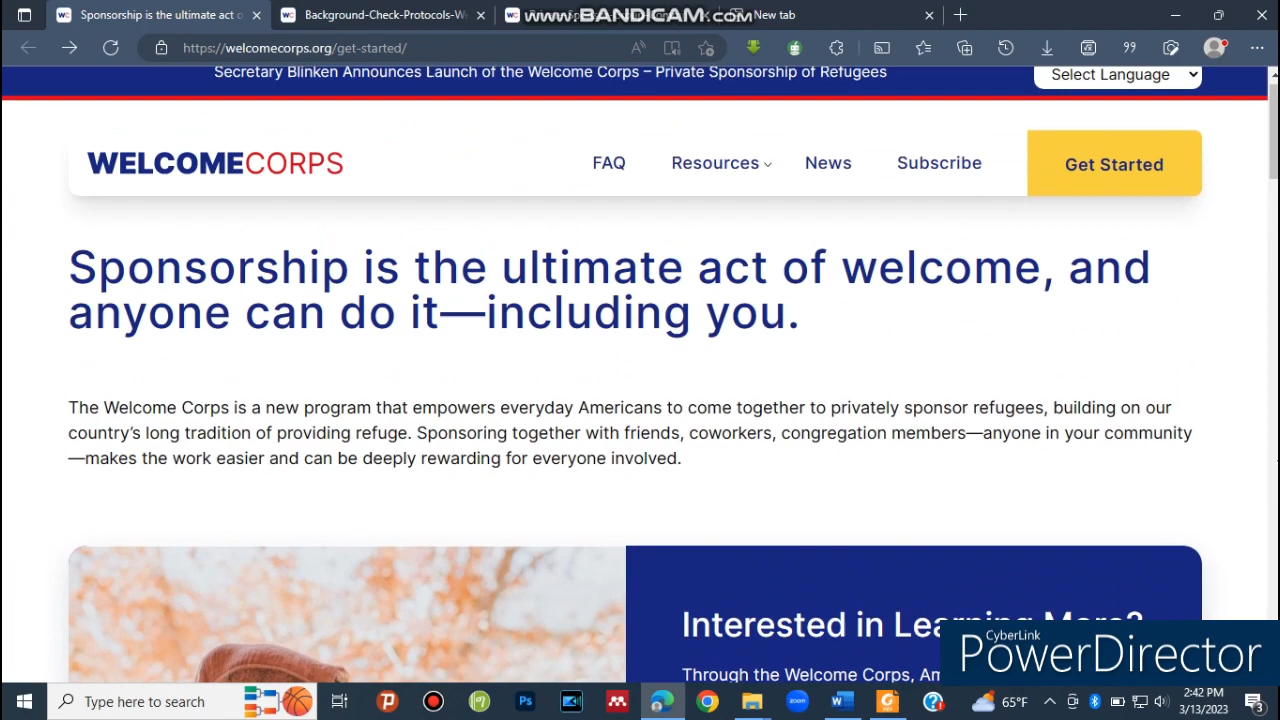 Sponsorship is the ultimate act o
Background-Check-Protocols-We
www.BANDICAM.com
New tab
https://welcomecorps.org/get-started/
Secretary Blinken Announces Launch of the Welcome Corps – Private Sponsorship of Refugees
Select Language
WELCOMECORPS
FAQ
Resources
News
Subscribe
Get Started
Sponsorship is the ultimate act of welcome, and
anyone can do it—including you.
The Welcome Corps is a new program that empowers everyday Americans to come together to privately sponsor refugees, building on our
country's long tradition of providing refuge. Sponsoring together with friends, coworkers, congregation members—anyone in your community
—makes the work easier and can be deeply rewarding for everyone involved.
Interested in Learning More?
Through the Welcome Corps, Am
CyberLink
PowerDirector
Type here to search
65°F
2:42 PM
3/13/2023